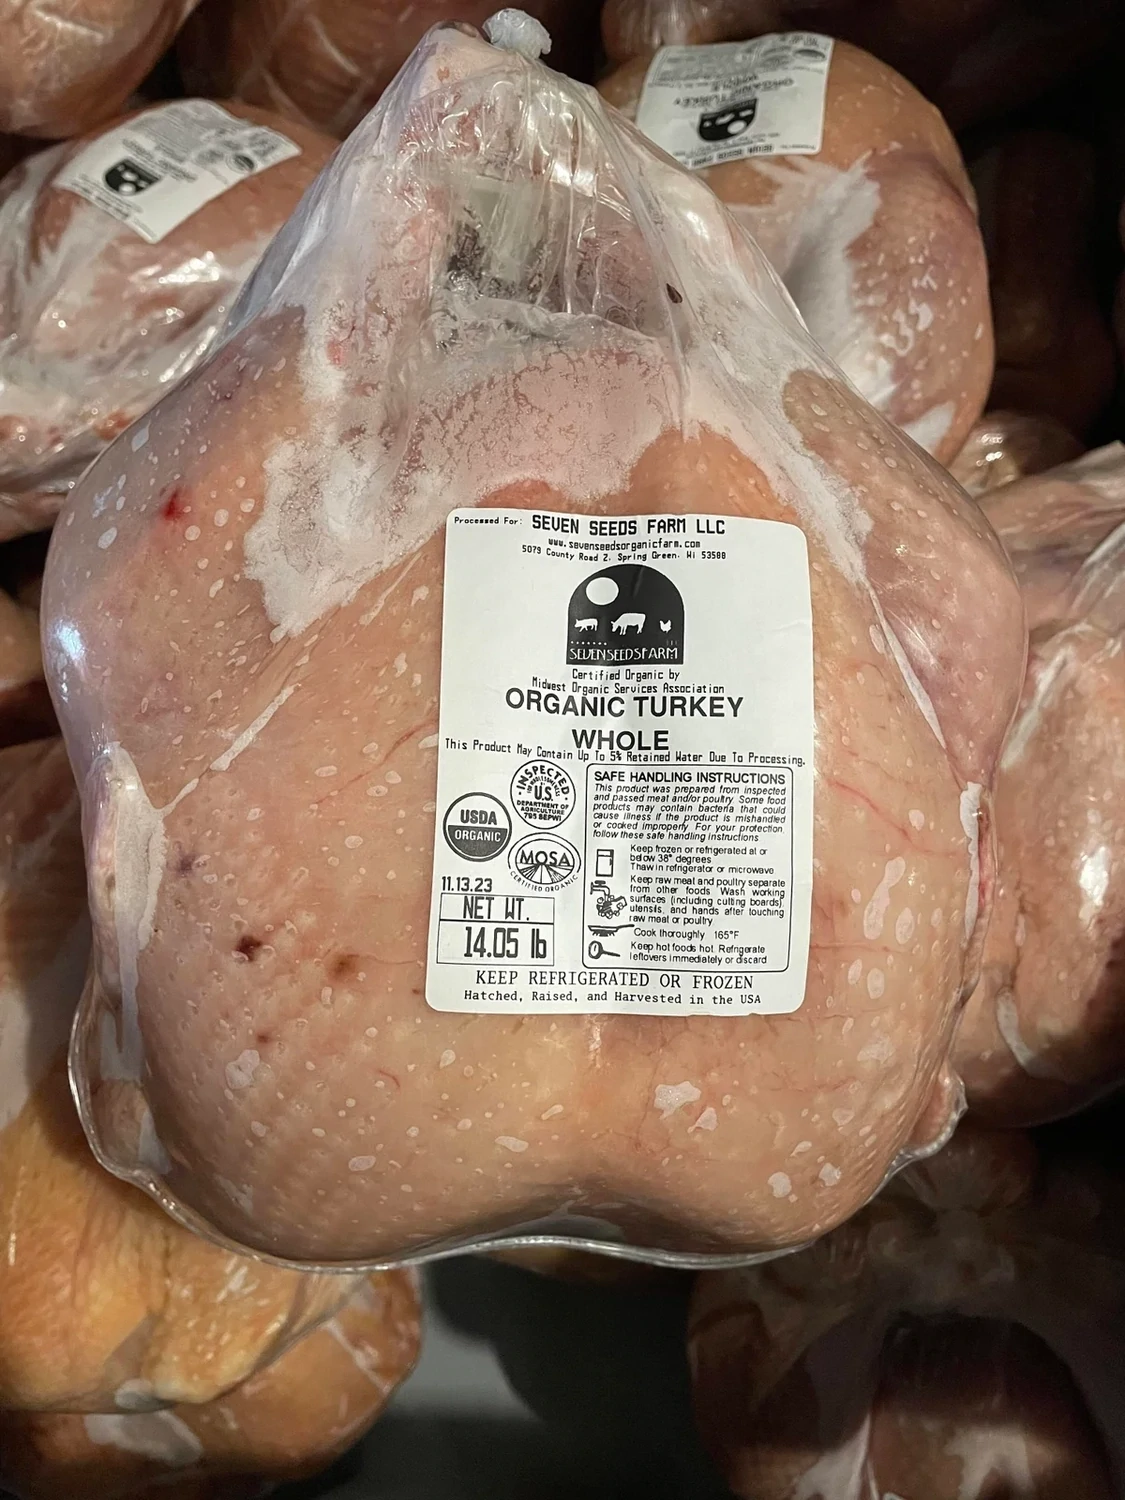 Processed For: SEVEN SEEDS FARM LLC
www.sevenseedsorganicfarm.com
5079 County Road Z, Spring Green, WI 53588
SEVENSEEDSFARM
Certified Organic by
Midwest Organic Services Association
ORGANIC TURKEY
WHOLE
This Product May Contain Up To 5% Retained Water Due To Processing.
INSPECTED
U.S.
DEPARTMENT OF
AGRICULTURE
USDA
ORGANIC
MOSA
CERTIFIED ORGANIC
11.13.23
NET WT.
14.05 lb
SAFE HANDLING INSTRUCTIONS
This product was prepared from inspected
and passed meat and/or poultry. Some food
products may contain bacteria that could
cause illness if the product is mishandled
or cooked improperly. For your protection,
follow these safe handling instructions
Keep frozen or refrigerated at or
below 38° degrees
Thaw in refrigerator or microwave
Keep raw meat and poultry separate
from other foods. Wash working
surfaces (including cutting boards),
utensils, and hands after touching
raw meat or poultry
Cook thoroughly 165°F
Keep hot foods hot. Refrigerate
leftovers immediately or discard
KEEP REFRIGERATED OR FROZEN
Hatched, Raised, and Harvested in the USA
ORGANIC TURKEY
WHOLE